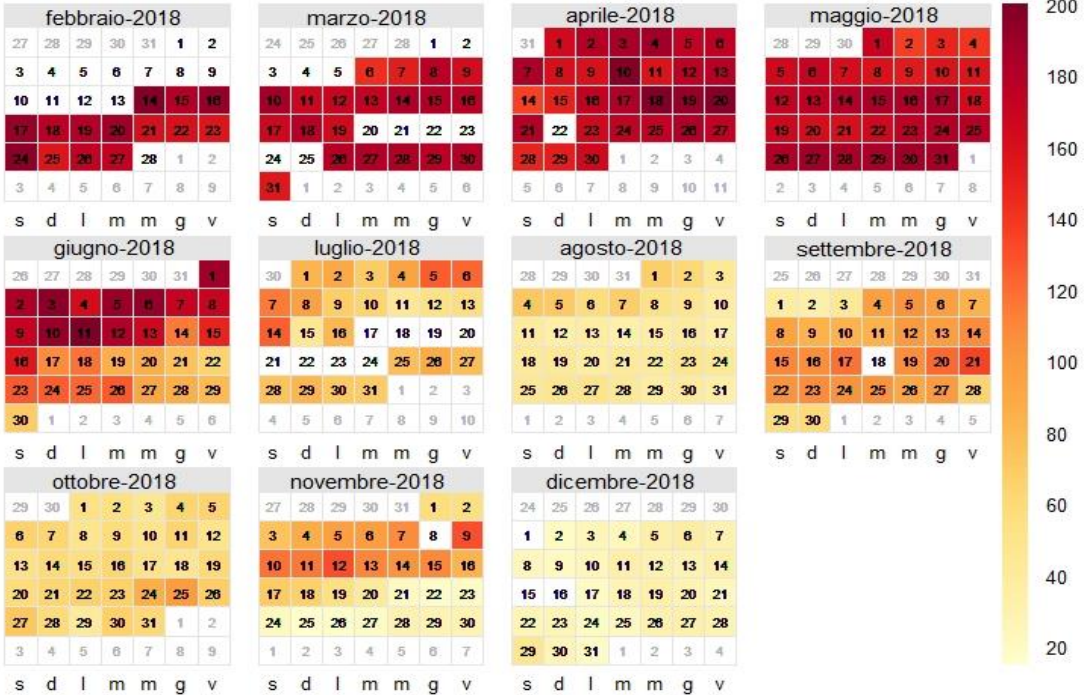 febbraio-2018
27 28 29 30 31 1 2
3 4 5 6 7 8 9
10 11 12 13 14 15 16
17 18 19 20 21 22 23
24 25 26 27 28 1 2
3 4 5 6 7 8 9
s d l m m g v
marzo-2018
24 25 26 27 28 1 2
3 4 5 6 7 8 9
10 11 12 13 14 15 16
17 18 19 20 21 22 23
24 25 26 27 28 29 30
31 1 2 3 4 5 6
s d l m m g v
aprile-2018
31 1 2 3 4 5 6
7 8 9 10 11 12 13
14 15 16 17 18 19 20
21 22 23 24 25 26 27
28 29 30 1 2 3 4
5 6 7 8 9 10 11
s d l m m g v
maggio-2018
28 29 30 1 2 3 4
5 6 7 8 9 10 11
12 13 14 15 16 17 18
19 20 21 22 23 24 25
26 27 28 29 30 31 1
2 3 4 5 6 7 8
s d l m m g v
giugno-2018
26 27 28 29 30 31 1
2 3 4 5 6 7 8
9 10 11 12 13 14 15
16 17 18 19 20 21 22
23 24 25 26 27 28 29
30 1 2 3 4 5 6
s d l m m g v
luglio-2018
30 1 2 3 4 5 6
7 8 9 10 11 12 13
14 15 16 17 18 19 20
21 22 23 24 25 26 27
28 29 30 31 1 2 3
4 5 6 7 8 9 10
s d l m m g v
agosto-2018
28 29 30 31 1 2 3
4 5 6 7 8 9 10
11 12 13 14 15 16 17
18 19 20 21 22 23 24
25 26 27 28 29 30 31
1 2 3 4 5 6 7
s d l m m g v
settembre-2018
25 26 27 28 29 30 31
1 2 3 4 5 6 7
8 9 10 11 12 13 14
15 16 17 18 19 20 21
22 23 24 25 26 27 28
29 30 1 2 3 4 5
s d l m m g v
ottobre-2018
29 30 1 2 3 4 5
6 7 8 9 10 11 12
13 14 15 16 17 18 19
20 21 22 23 24 25 26
27 28 29 30 31 1 2
3 4 5 6 7 8 9
s d l m m g v
novembre-2018
27 28 29 30 31 1 2
3 4 5 6 7 8 9
10 11 12 13 14 15 16
17 18 19 20 21 22 23
24 25 26 27 28 29 30
1 2 3 4 5 6 7
s d l m m g v
dicembre-2018
24 25 26 27 28 29 30
1 2 3 4 5 6 7
8 9 10 11 12 13 14
15 16 17 18 19 20 21
22 23 24 25 26 27 28
29 30 31 1 2 3 4
s d l m m g v
200
180
160
140
120
100
80
60
40
20